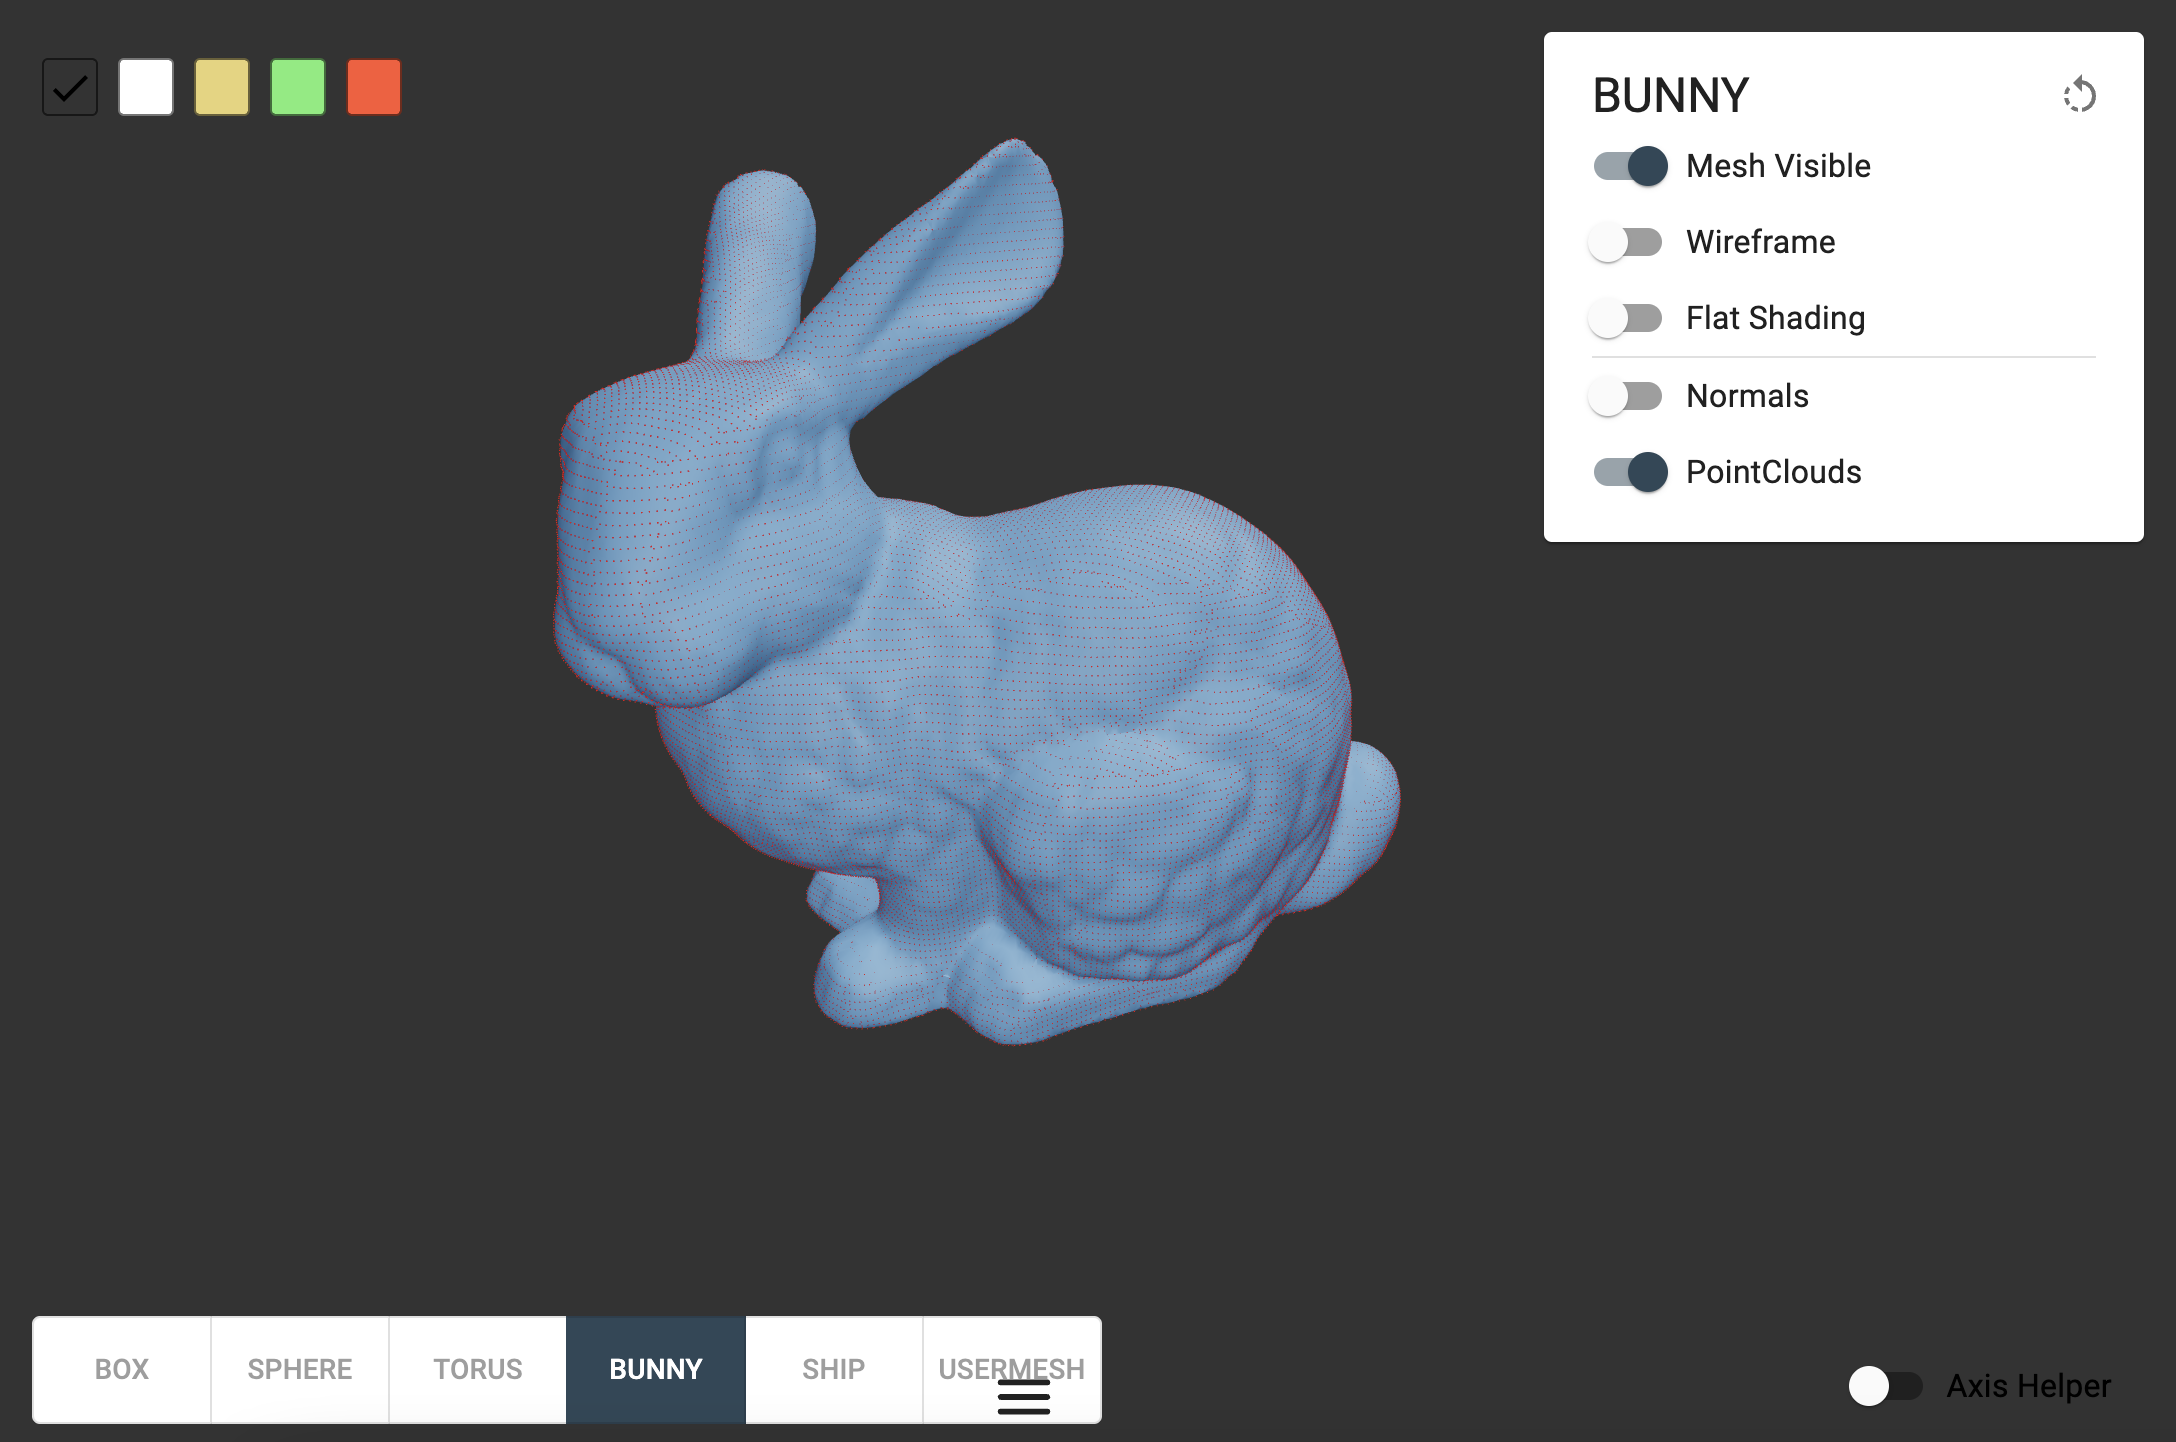 BUNNY
Mesh Visible
Wireframe
Flat Shading
Normals
PointClouds
BOX
SPHERE
TORUS
BUNNY
SHIP
USERMESH
Axis Helper